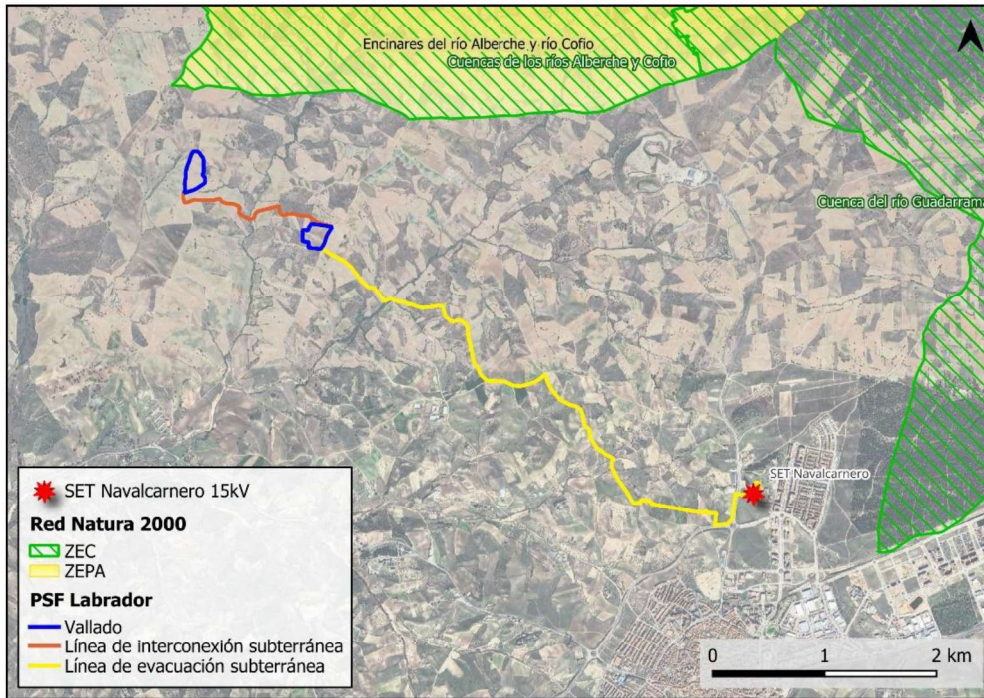 Encinares del río Alberche y río Cofio
Cuencas de los ríos Alberche y Cofio
Cuenca del río Guadarrama
SET Navalcarnero
SET Navalcarnero 15kV
Red Natura 2000
ZEC
ZEPA
PSF Labrador
Vallado
Línea de interconexión subterránea
Línea de evacuación subterránea
0 1 2 km